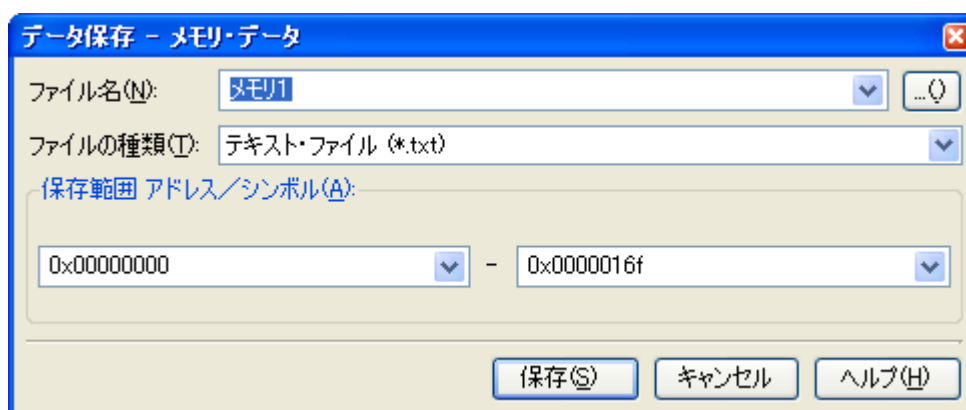 データ保存 - メモリ・データ
ファイル名(N): メモリ1 ...()
ファイルの種類(T): テキスト・ファイル (*.txt)
保存範囲 アドレス／シンボル(A):
0x00000000 - 0x0000016f
保存(S) キャンセル ヘルプ(H)